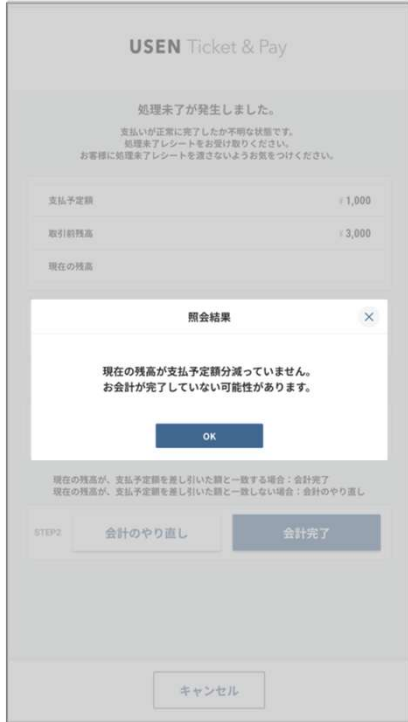 USEN Ticket & Pay
処理未了が発生しました。
支払いが正常に完了したか不明な状態です。
処理未了レシートをお受け取りください。
お客様に処理未了レシートを渡さないようお気をつけください。
支払予定額 ¥ 1,000
取引前残高 ¥ 3,000
現在の残高
照会結果
現在の残高が支払予定額分減っていません。
お会計が完了していない可能性があります。
OK
現在の残高が、支払予定額を差し引いた額と一致する場合：会計完了
現在の残高が、支払予定額を差し引いた額と一致しない場合：会計のやり直し
STEP2 会計のやり直し 会計完了
キャンセル